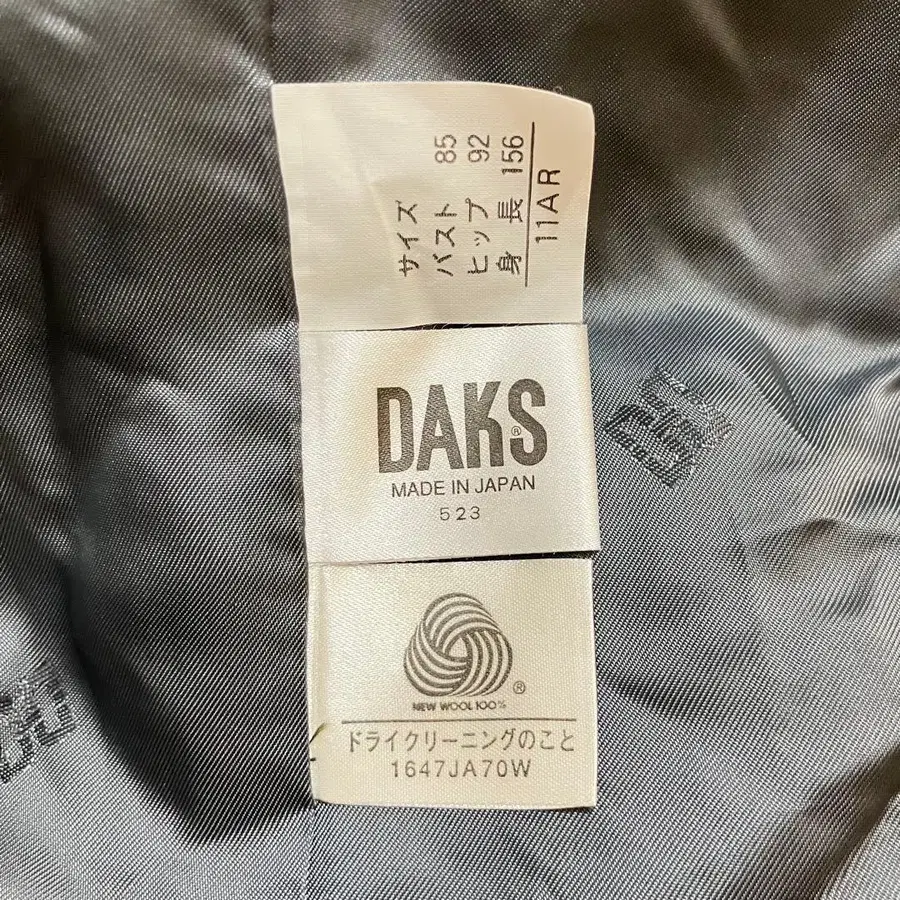 サイズ
バスト 85
ヒップ 92
身長 156
11AR
DAKS®
MADE IN JAPAN
523
®
NEW WOOL 100%
ドライクリーニングのこと
1647JA70W